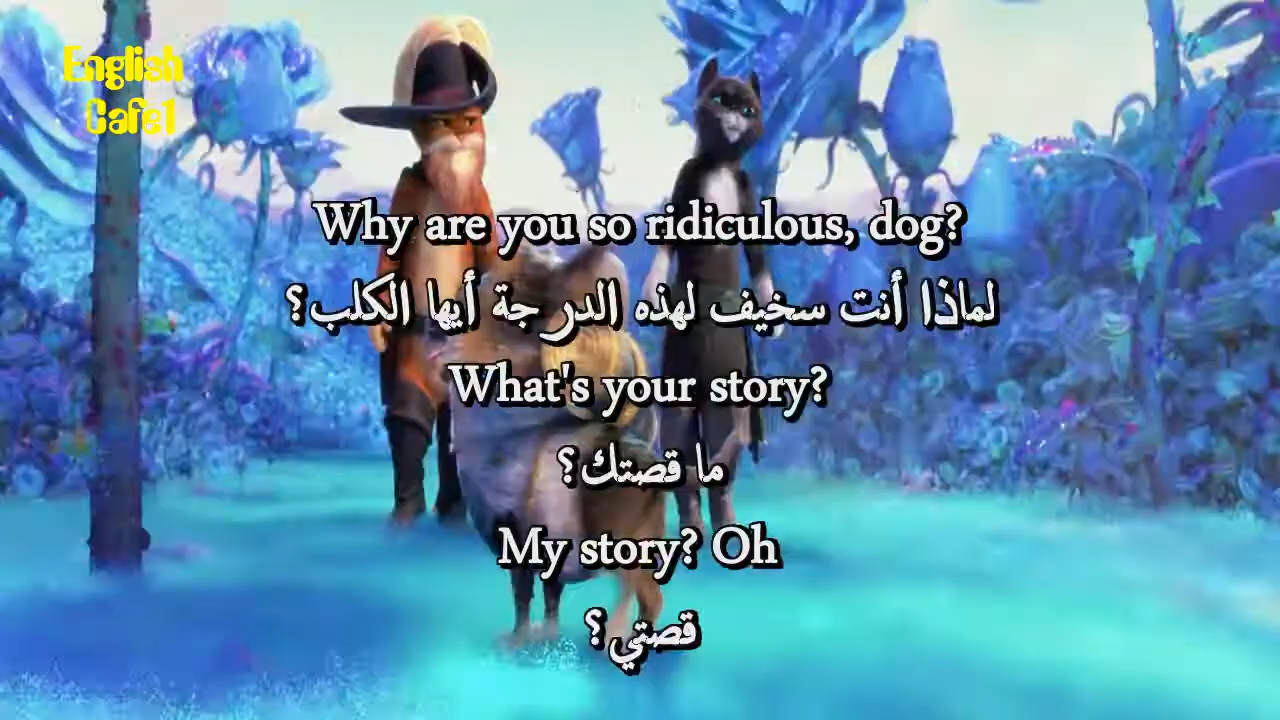 English
Cafe1
Why are you so ridiculous, dog?
لماذا أنت سخيف لهذه الدرجة أيها الكلب؟
What's your story?
ما قصتك؟
My story? Oh
قصتي؟